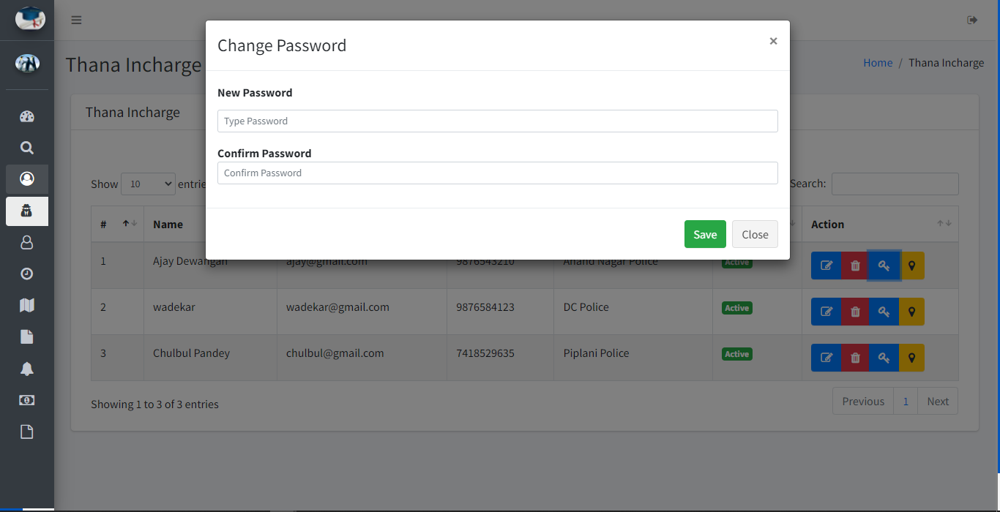 Change Password
×
Thana Incharge
Home / Thana Incharge
New Password
Thana Incharge
Type Password
Confirm Password
Confirm Password
Show 10 entrie
Search:
# Name Action
Save Close
1 Ajay Dewangan ajay@gmail.com 9876543210 Anand Nagar Police Active
2 wadekar wadekar@gmail.com 9876584123 DC Police Active
3 Chulbul Pandey chulbul@gmail.com 7418529635 Piplani Police Active
Showing 1 to 3 of 3 entries
Previous 1 Next